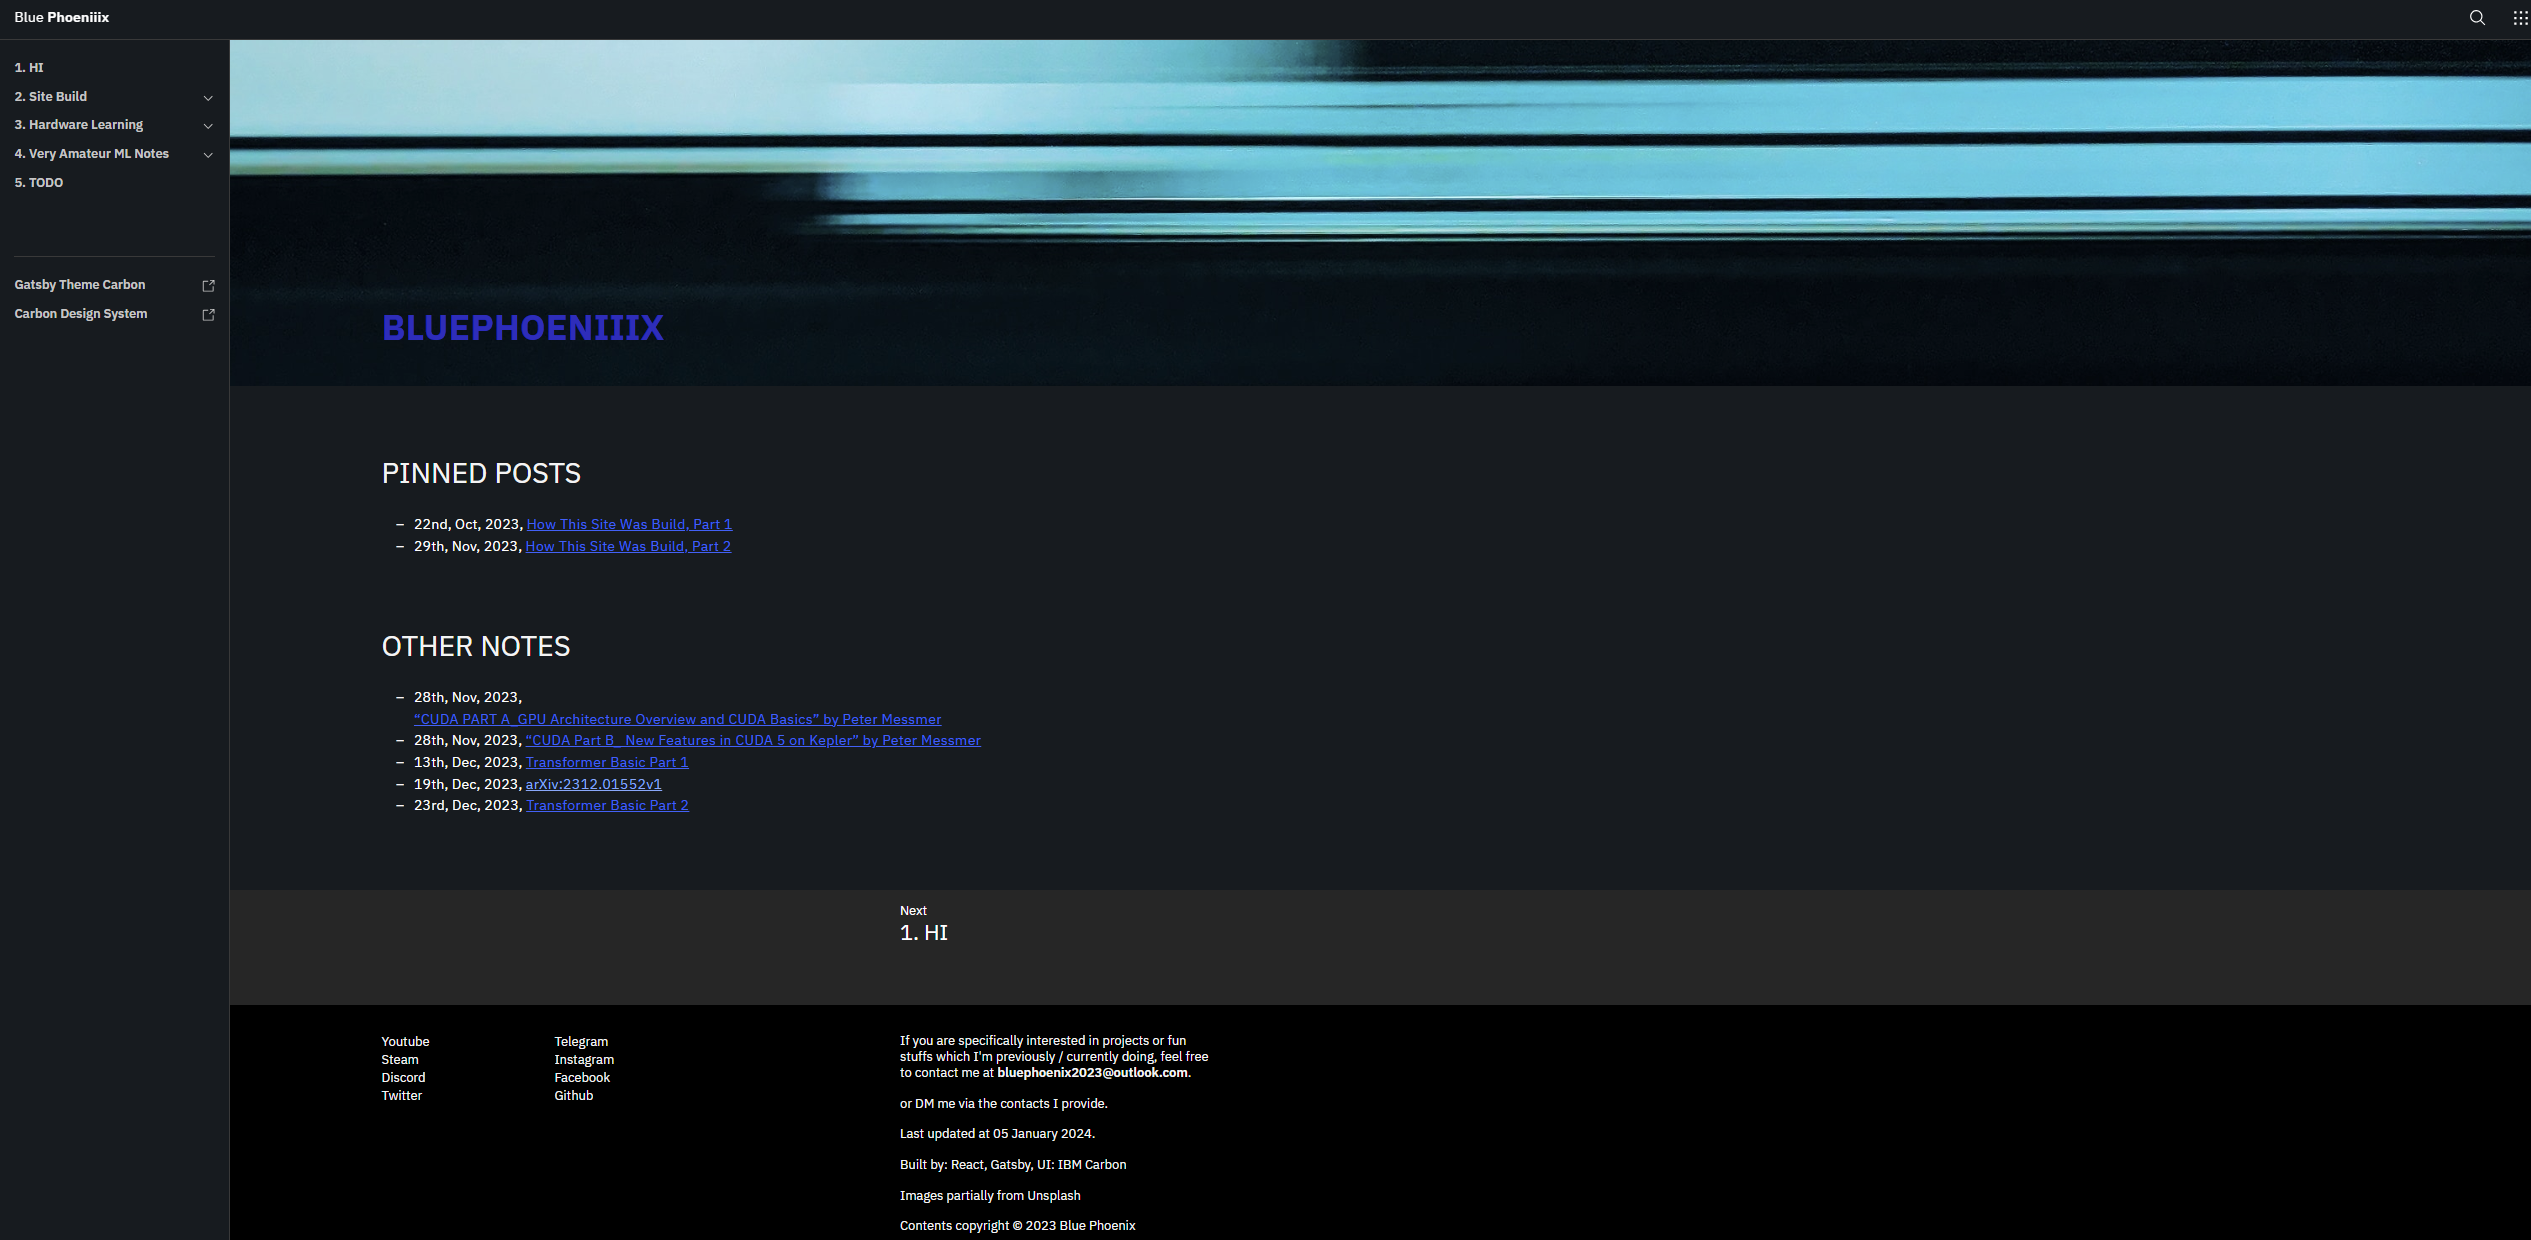 Blue Phoeniiix
1. HI
2. Site Build
3. Hardware Learning
4. Very Amateur ML Notes
5. TODO
Gatsby Theme Carbon
Carbon Design System
BLUEPHOENIIIX
PINNED POSTS
– 22nd, Oct, 2023, How This Site Was Build, Part 1
– 29th, Nov, 2023, How This Site Was Build, Part 2
OTHER NOTES
– 28th, Nov, 2023,
“CUDA PART A_GPU Architecture Overview and CUDA Basics” by Peter Messmer
– 28th, Nov, 2023, “CUDA Part B_ New Features in CUDA 5 on Kepler” by Peter Messmer
– 13th, Dec, 2023, Transformer Basic Part 1
– 19th, Dec, 2023, arXiv:2312.01552v1
– 23rd, Dec, 2023, Transformer Basic Part 2
Next
1. HI
Youtube
Steam
Discord
Twitter
Telegram
Instagram
Facebook
Github
If you are specifically interested in projects or fun
stuffs which I'm previously / currently doing, feel free
to contact me at bluephoenix2023@outlook.com.
or DM me via the contacts I provide.
Last updated at 05 January 2024.
Built by: React, Gatsby, UI: IBM Carbon
Images partially from Unsplash
Contents copyright © 2023 Blue Phoenix